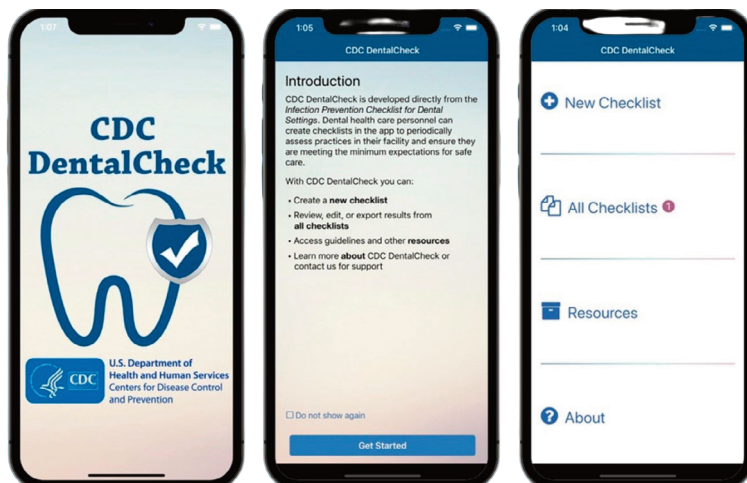 1:07
CDC
DentalCheck
CDC
U.S. Department of
Health and Human Services
Centers for Disease Control
and Prevention
1:05
CDC DentalCheck
Introduction
CDC DentalCheck is developed directly from the
Infection Prevention Checklist for Dental
Settings. Dental health care personnel can
create checklists in the app to periodically
assess practices in their facility and ensure they
are meeting the minimum expectations for safe
care.
With CDC DentalCheck you can:
• Create a new checklist
• Review, edit, or export results from
all checklists
• Access guidelines and other resources
• Learn more about CDC DentalCheck or
contact us for support
Do not show again
Get Started
1:04
CDC DentalCheck
New Checklist
All Checklists 1
Resources
About